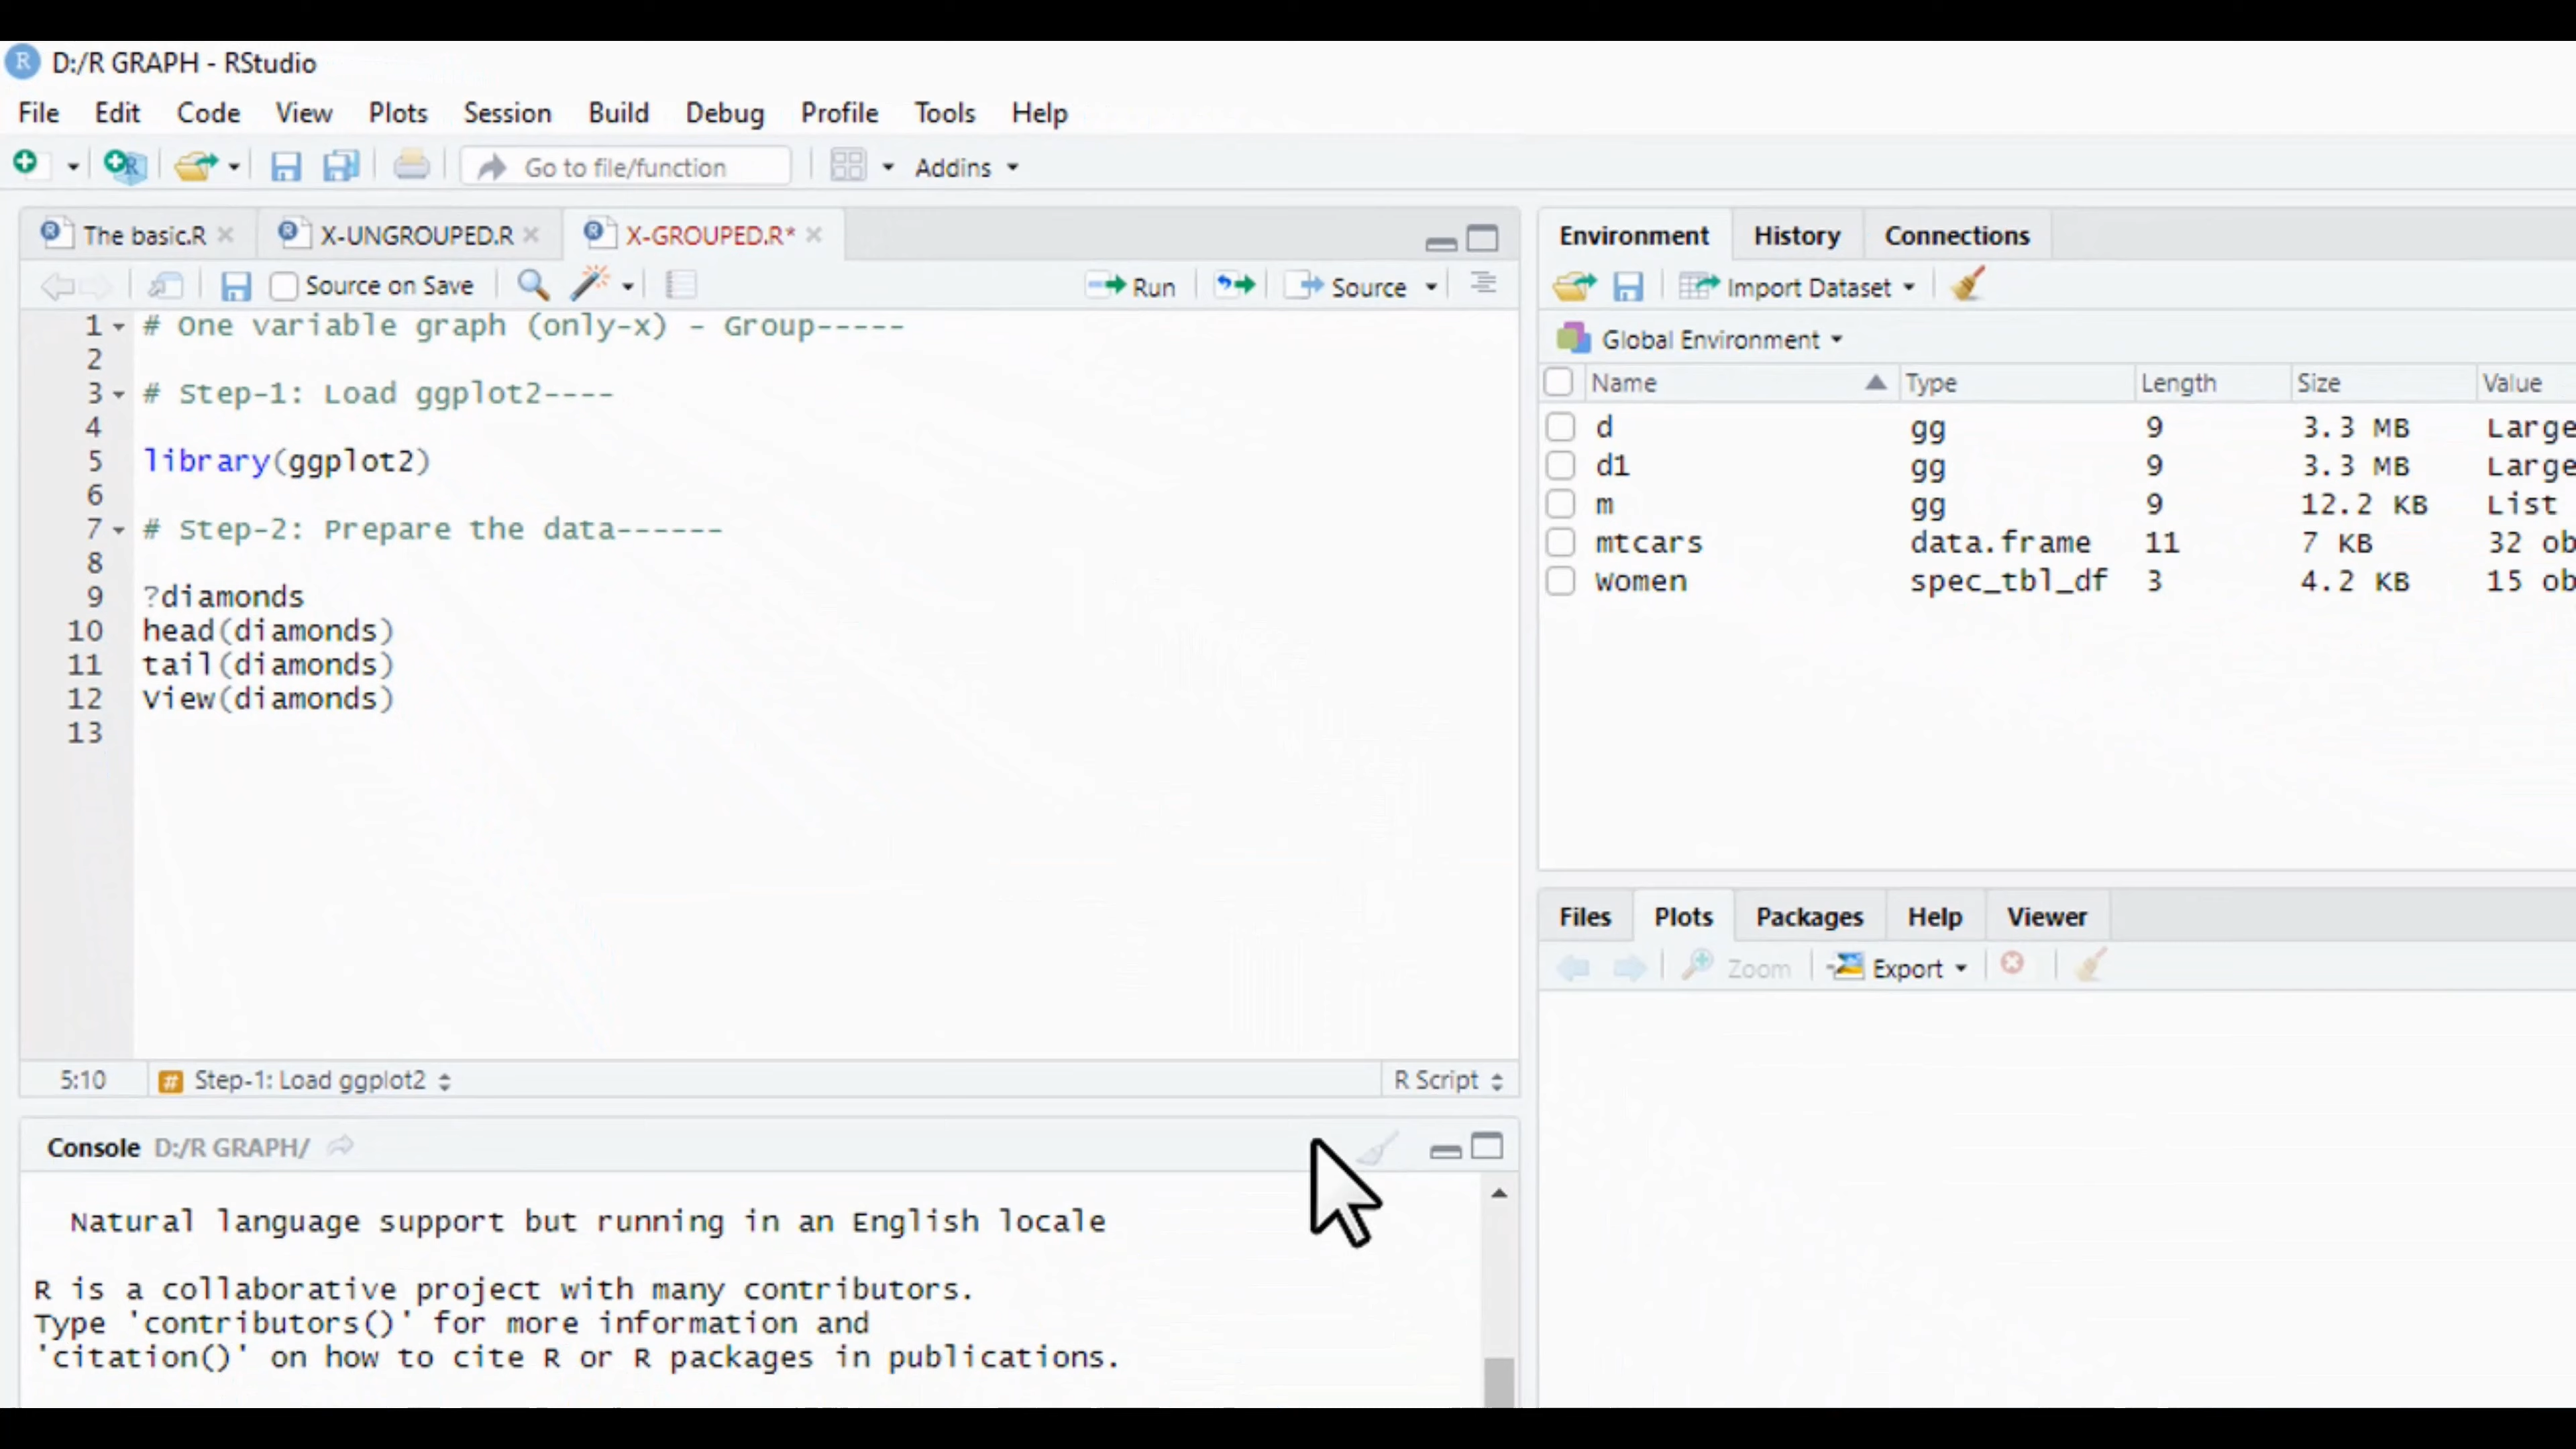 D:/R GRAPH - RStudio
File Edit Code View Plots Session Build Debug Profile Tools Help
Go to file/function Addins
The basic.R X-UNGROUPED.R X-GROUPED.R*
Source on Save Run Source
1 # One variable graph (only-x) - Group-----
2
3 # Step-1: Load ggplot2----
4
5 library(ggplot2)
6
7 # Step-2: Prepare the data------
8
9 ?diamonds
10 head(diamonds)
11 tail(diamonds)
12 View(diamonds)
13
5:10 # Step-1: Load ggplot2 R Script
Console D:/R GRAPH/
Natural language support but running in an English locale
R is a collaborative project with many contributors.
Type 'contributors()' for more information and
'citation()' on how to cite R or R packages in publications.
Environment History Connections
Import Dataset
Global Environment
Name Type Length Size Value
d gg 9 3.3 MB Large
d1 gg 9 3.3 MB Large
m gg 9 12.2 KB List
mtcars data.frame 11 7 KB 32 ob
Women spec_tbl_df 3 4.2 KB 15 ob
Files Plots Packages Help Viewer
Zoom Export